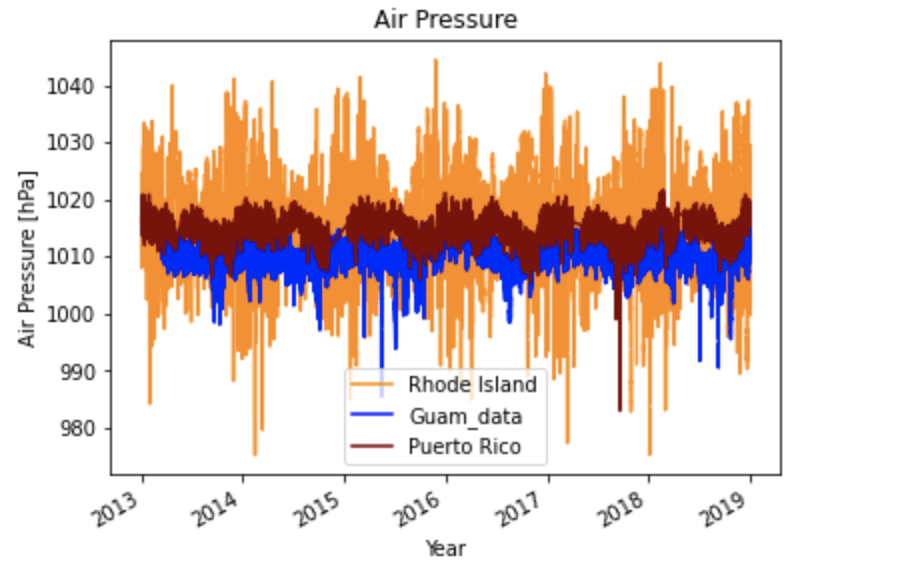 Air Pressure
Air Pressure [hPa]
1040
1030
1020
1010
1000
990
980
Rhode Island
Guam_data
Puerto Rico
2013 2014 2015 2016 2017 2018 2019
Year